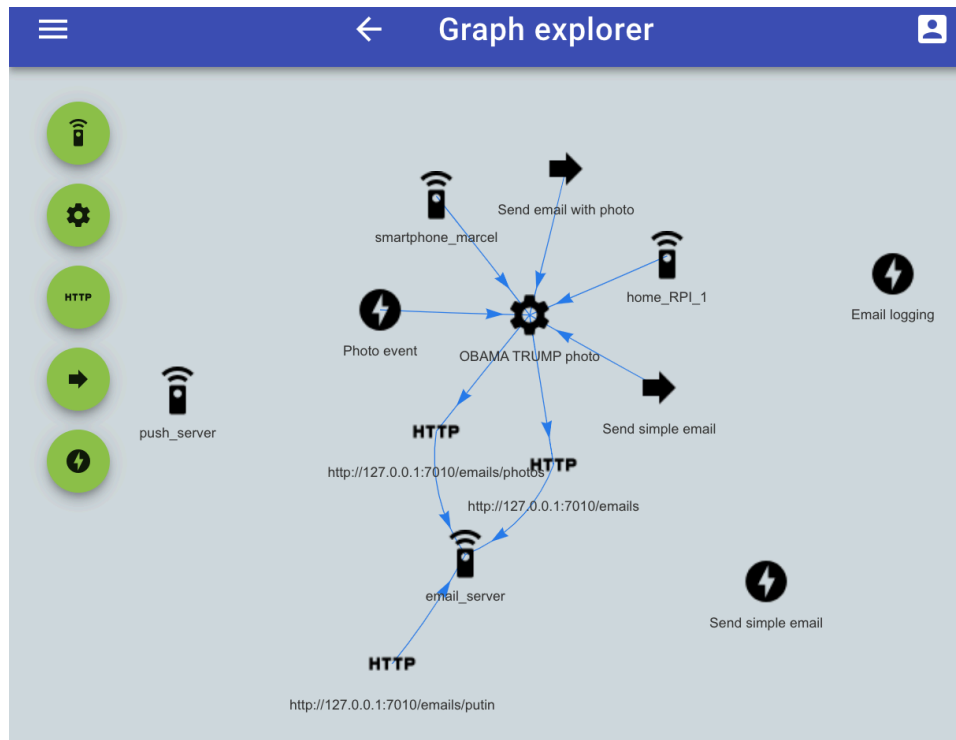 Graph explorer
Send email with photo
smartphone_marcel
home_RPI_1
HTTP
Email logging
Photo event
OBAMA TRUMP photo
push_server
HTTP
Send simple email
http://127.0.0.1:7010/emails/photos
HTTP
http://127.0.0.1:7010/emails
email_server
Send simple email
HTTP
http://127.0.0.1:7010/emails/putin